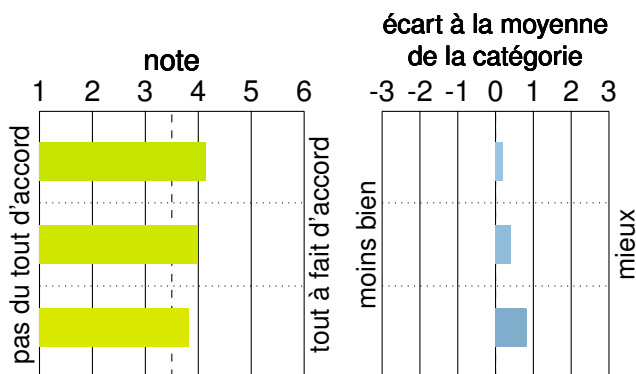 note
1 2 3 4 5 6
pas du tout d'accord
tout à fait d'accord
écart à la moyenne
de la catégorie
-3 -2 -1 0 1 2 3
moins bien
mieux